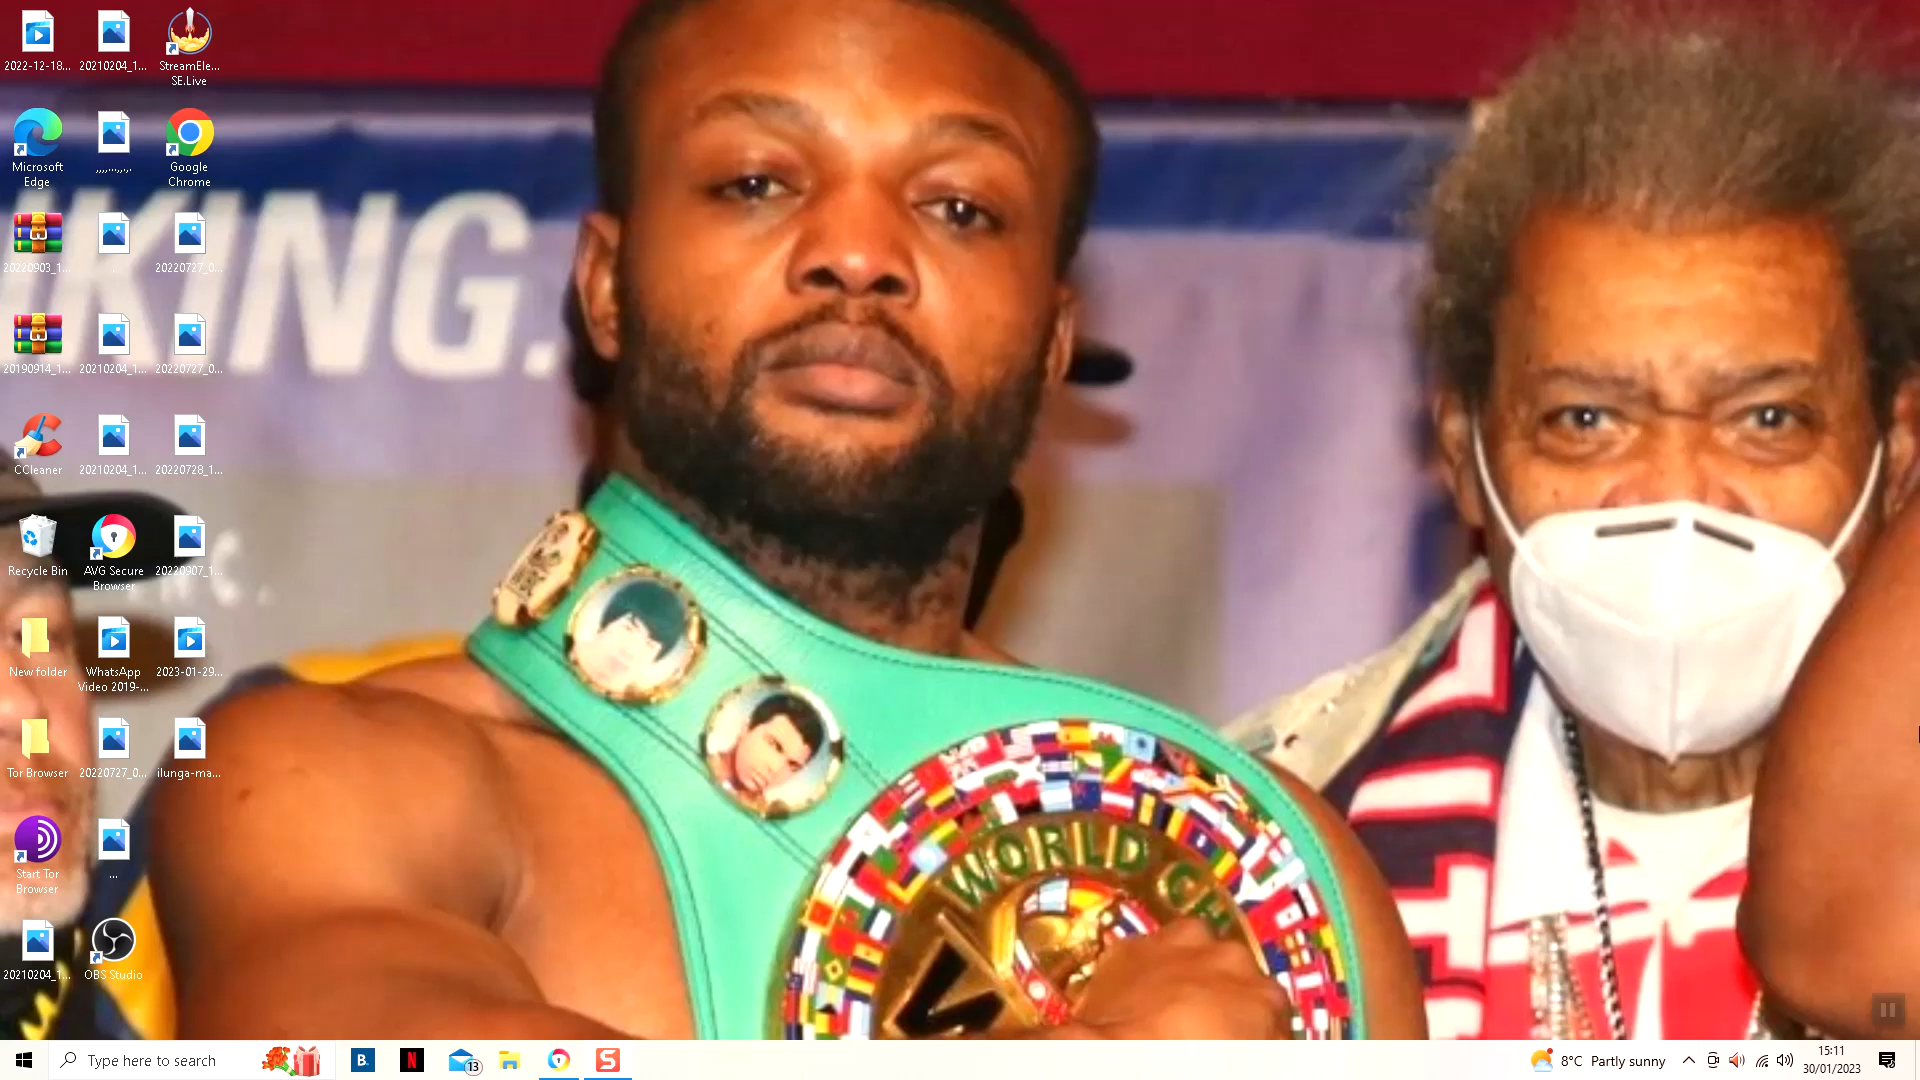 2022-12-18...
20210204_1...
StreamEle...
SE.Live
Microsoft
Edge
,,,,...,,.,.
Google
Chrome
KING.
20220903_1...
.
20220727_0...
20190914_1...
20210204_1...
20220727_0...
CCleaner
20210204_1...
20220728_1...
Recycle Bin
AVG Secure
Browser
20220907_1...
New folder
WhatsApp
Video 2019-...
2023-01-29...
Tor Browser
20220727_0...
ilunga-ma...
WORLD CH
Start Tor
Browser
...
20210204_1...
OBS Studio
Type here to search
B.
N
13
S
8°C Partly sunny
15:11
30/01/2023